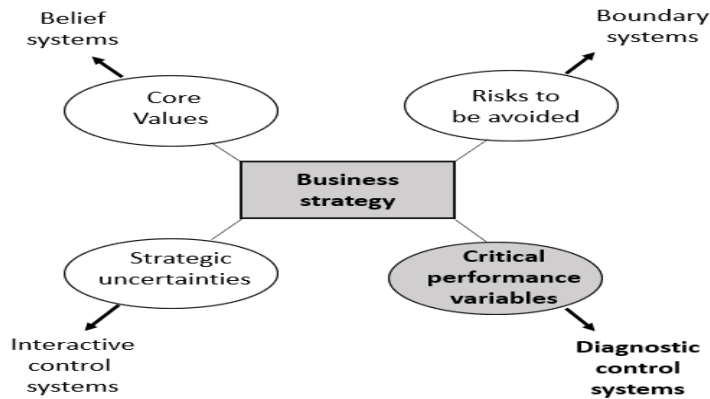 Belief
systems
Boundary
systems
Core
Values
Risks to
be avoided
Business
strategy
Strategic
uncertainties
Critical
performance
variables
Interactive
control
systems
Diagnostic
control
systems